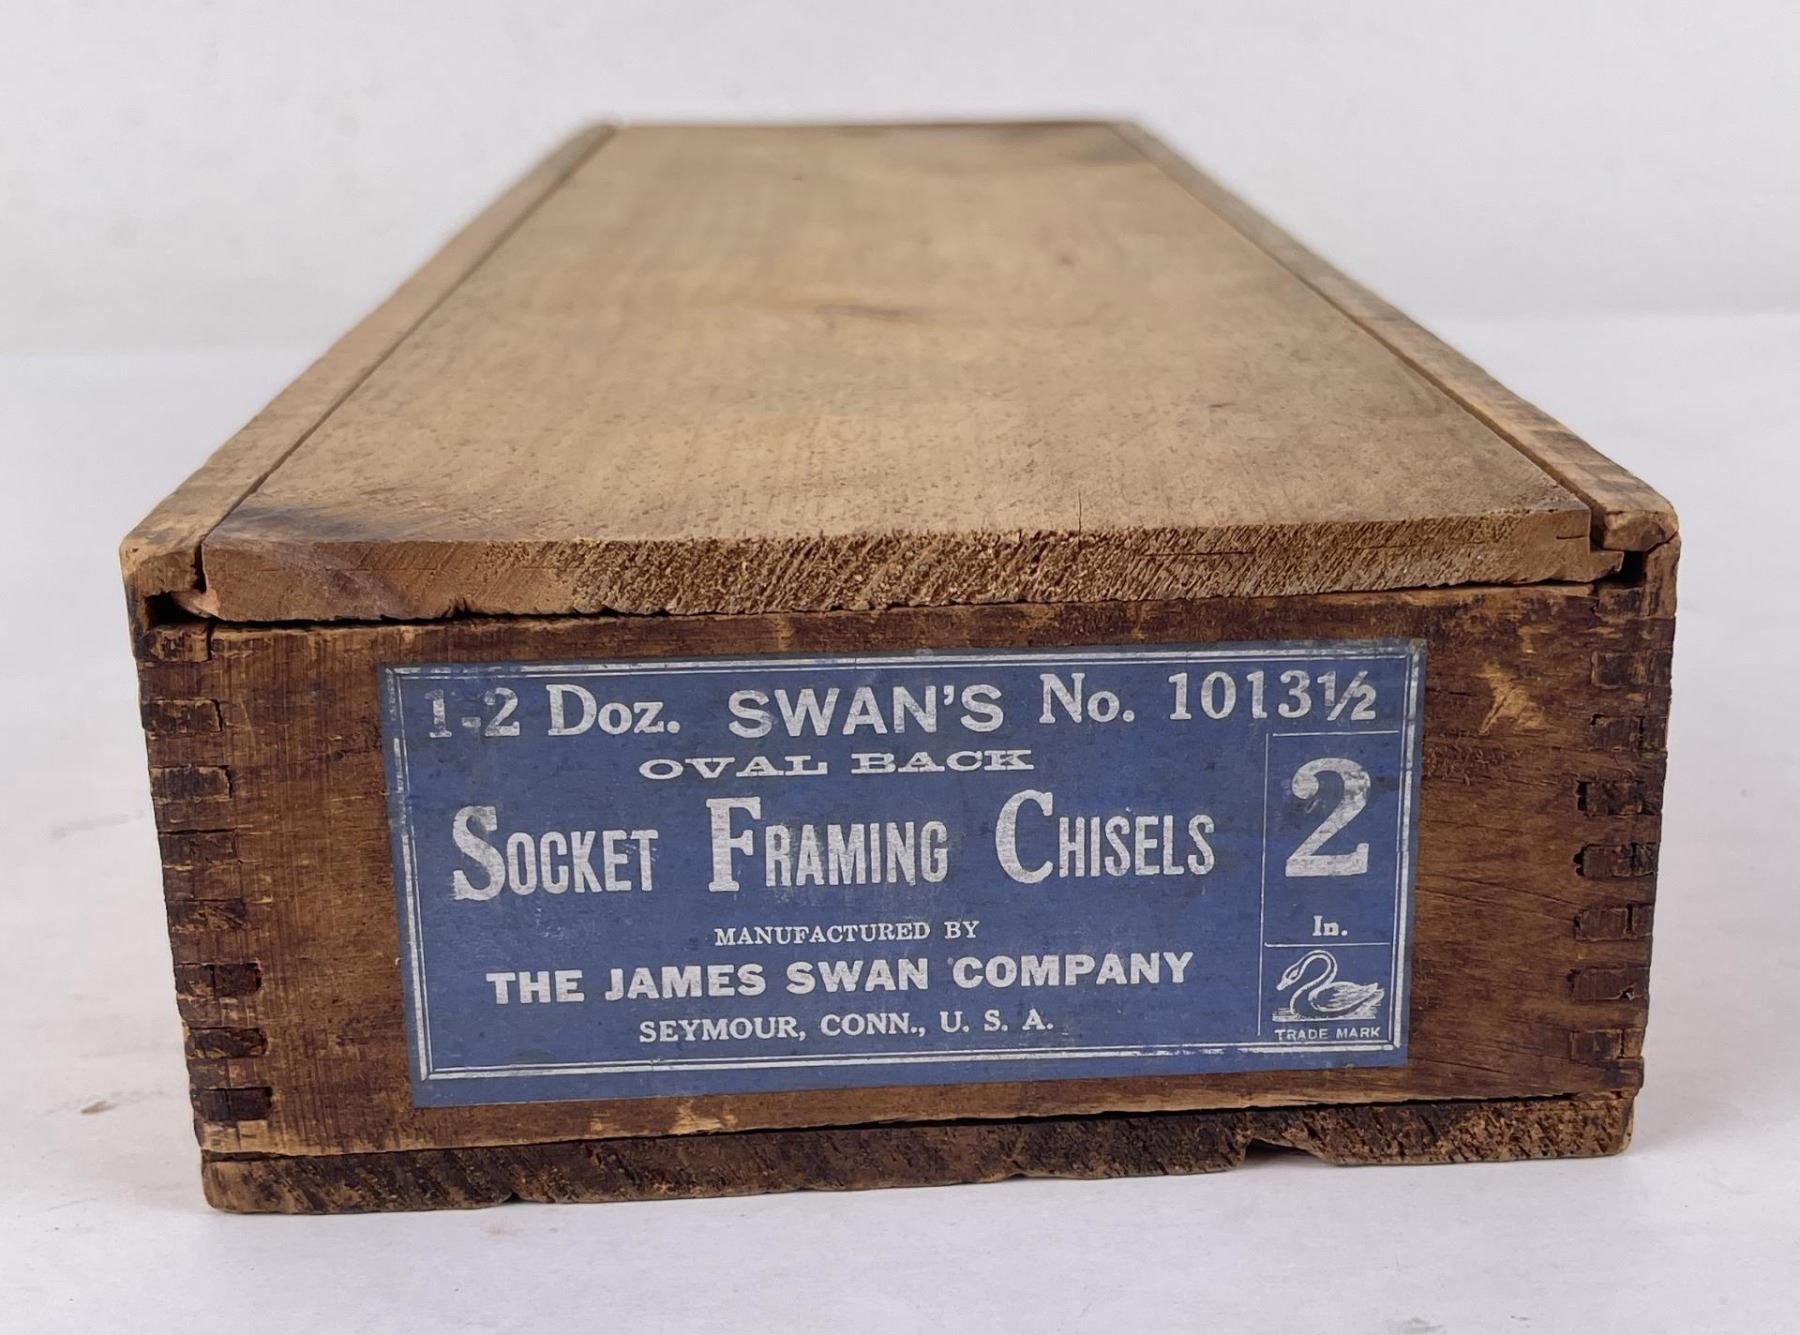 1-2 Doz. SWAN'S No. 1013½
OVAL BACK
SOCKET FRAMING CHISELS
2
In.
MANUFACTURED BY
THE JAMES SWAN COMPANY
SEYMOUR, CONN., U. S. A.
TRADE MARK